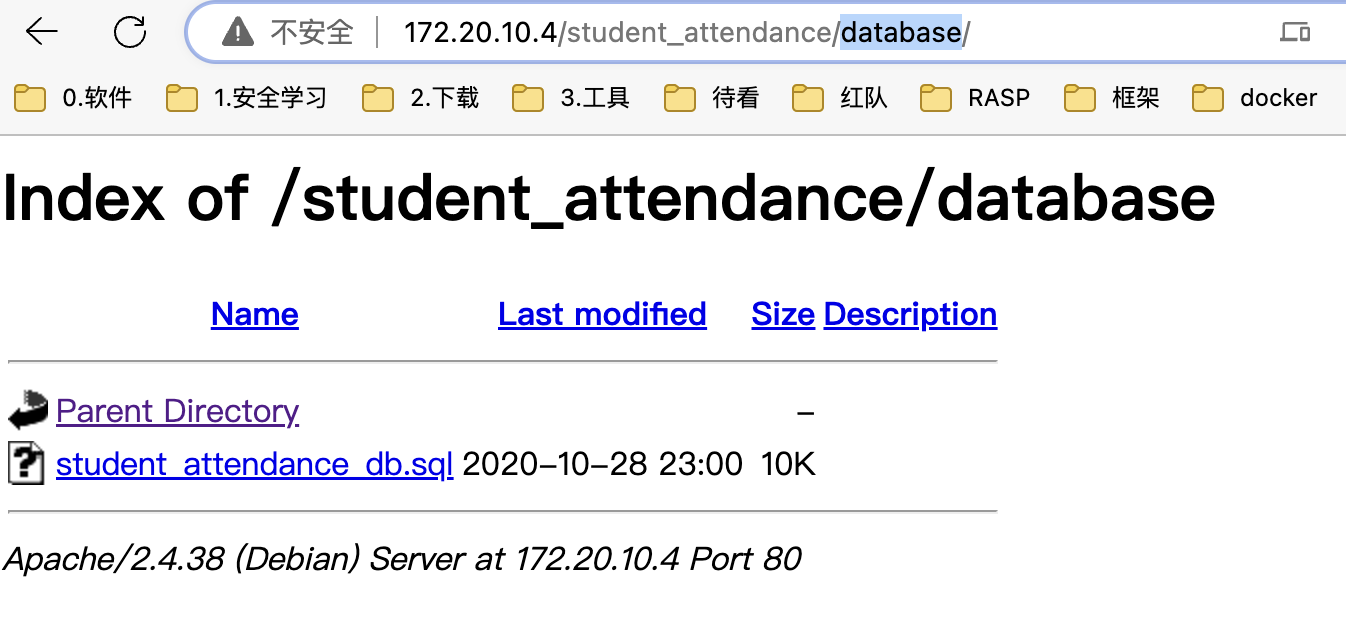 不安全 172.20.10.4/student_attendance/database/
0.软件 1.安全学习 2.下载 3.工具 待看 红队 RASP 框架 docker
Index of /student_attendance/database
Name Last modified Size Description
Parent Directory -
student_attendance_db.sql 2020-10-28 23:00 10K
Apache/2.4.38 (Debian) Server at 172.20.10.4 Port 80